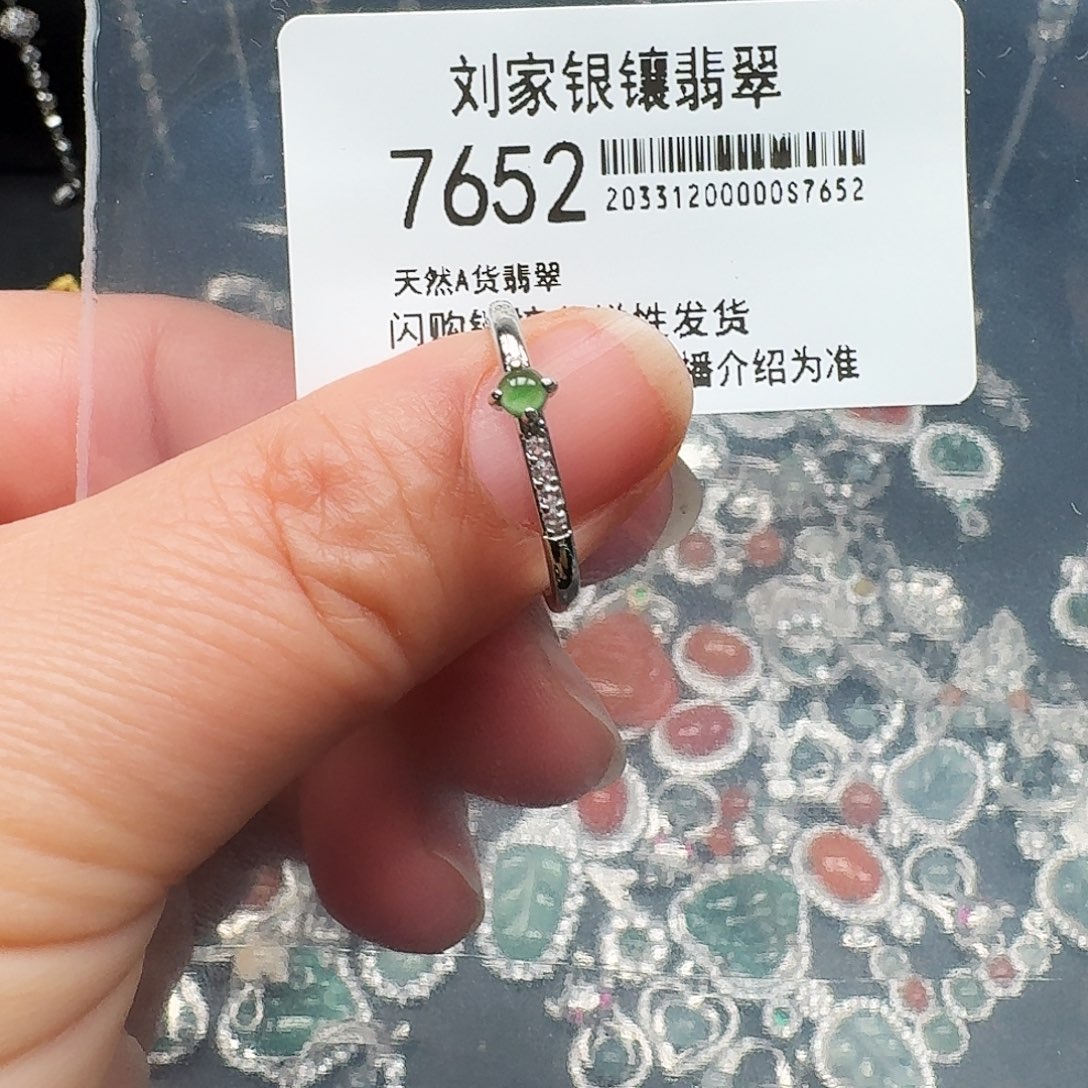 刘家银镶翡翠
7652
20331200000S7652
天然A货翡翠
闪购 性发货
播介绍为准